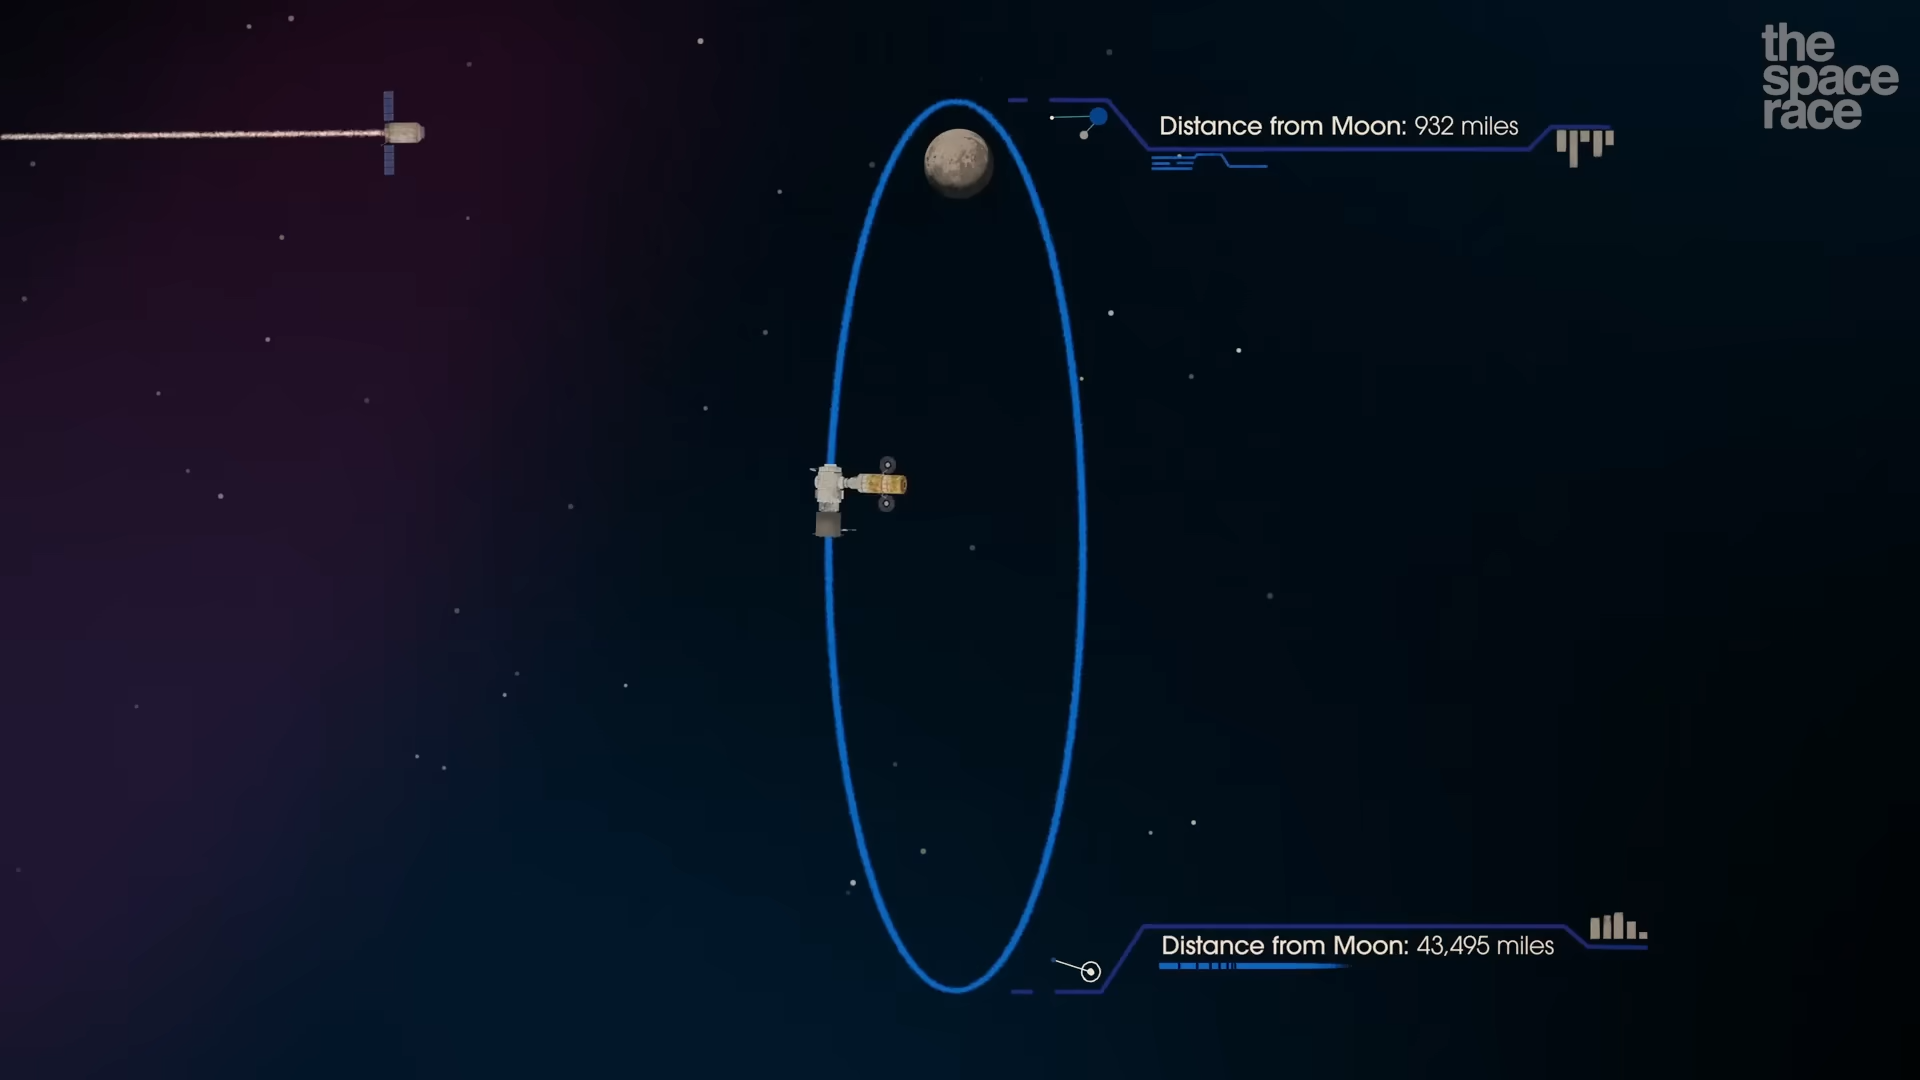 the
space
race
Distance from Moon: 932 miles
Distance from Moon: 43,495 miles